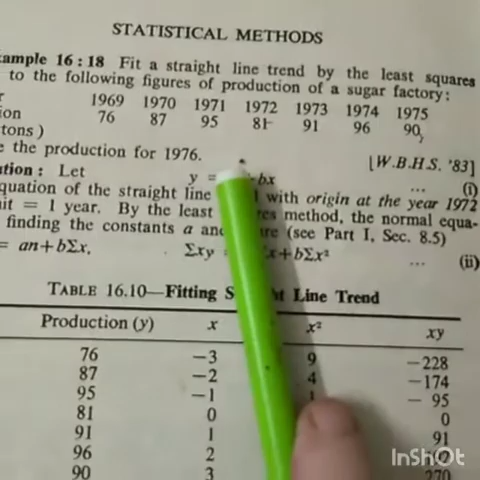 STATISTICAL METHODS
ample 16 : 18 Fit a straight line trend by the least squares
to the following figures of production of a sugar factory :
r 1969 1970 1971 1972 1973 1974 1975
ion 76 87 95 81 91 96 90
tons )
e the production for 1976. [W.B.H.S. '83]
ution : Let y = bx ... (i)
quation of the straight line with origin at the year 1972
nit = 1 year. By the least res method, the normal equa-
finding the constants a and are (see Part I, Sec. 8.5)
= an + bΣx, Σxy = x + bΣx² ... (ii)
TABLE 16.10—Fitting S t Line Trend
Production (y) x x² xy
76 −3 9 −228
87 −2 4 −174
95 −1 − 95
81 0 0
91 1 91
96 2
90 3 270
InShOt